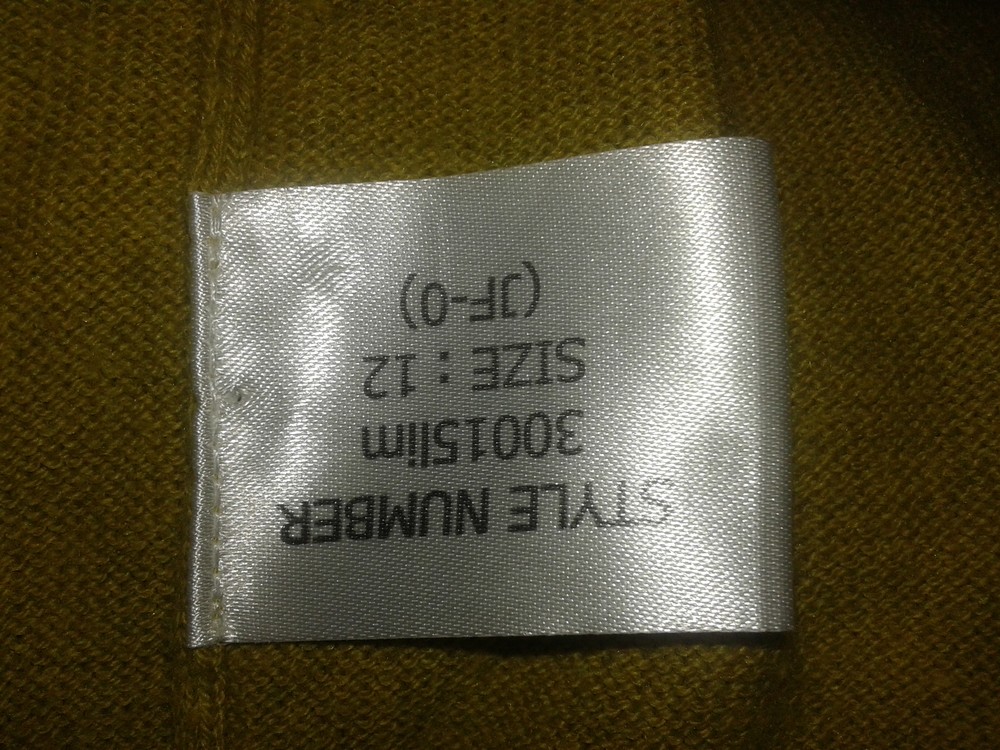 STYLE NUMBER
3001Slim
SIZE : 12
(JF-0)